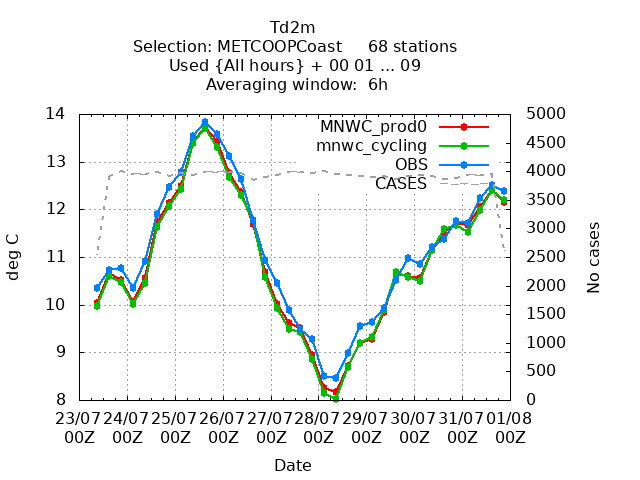 Td2m
Selection: METCOOPCoast     68 stations
Used {All hours} + 00 01 ... 09
Averaging window:  6h
MNWC_prod0
mnwc_cycling
OBS
CASES
deg C
14
13
12
11
10
9
8
No cases
5000
4500
4000
3500
3000
2500
2000
1500
1000
500
0
23/07 24/07 25/07 26/07 27/07 28/07 29/07 30/07 31/07 01/08
00Z 00Z 00Z 00Z 00Z 00Z 00Z 00Z 00Z 00Z
Date